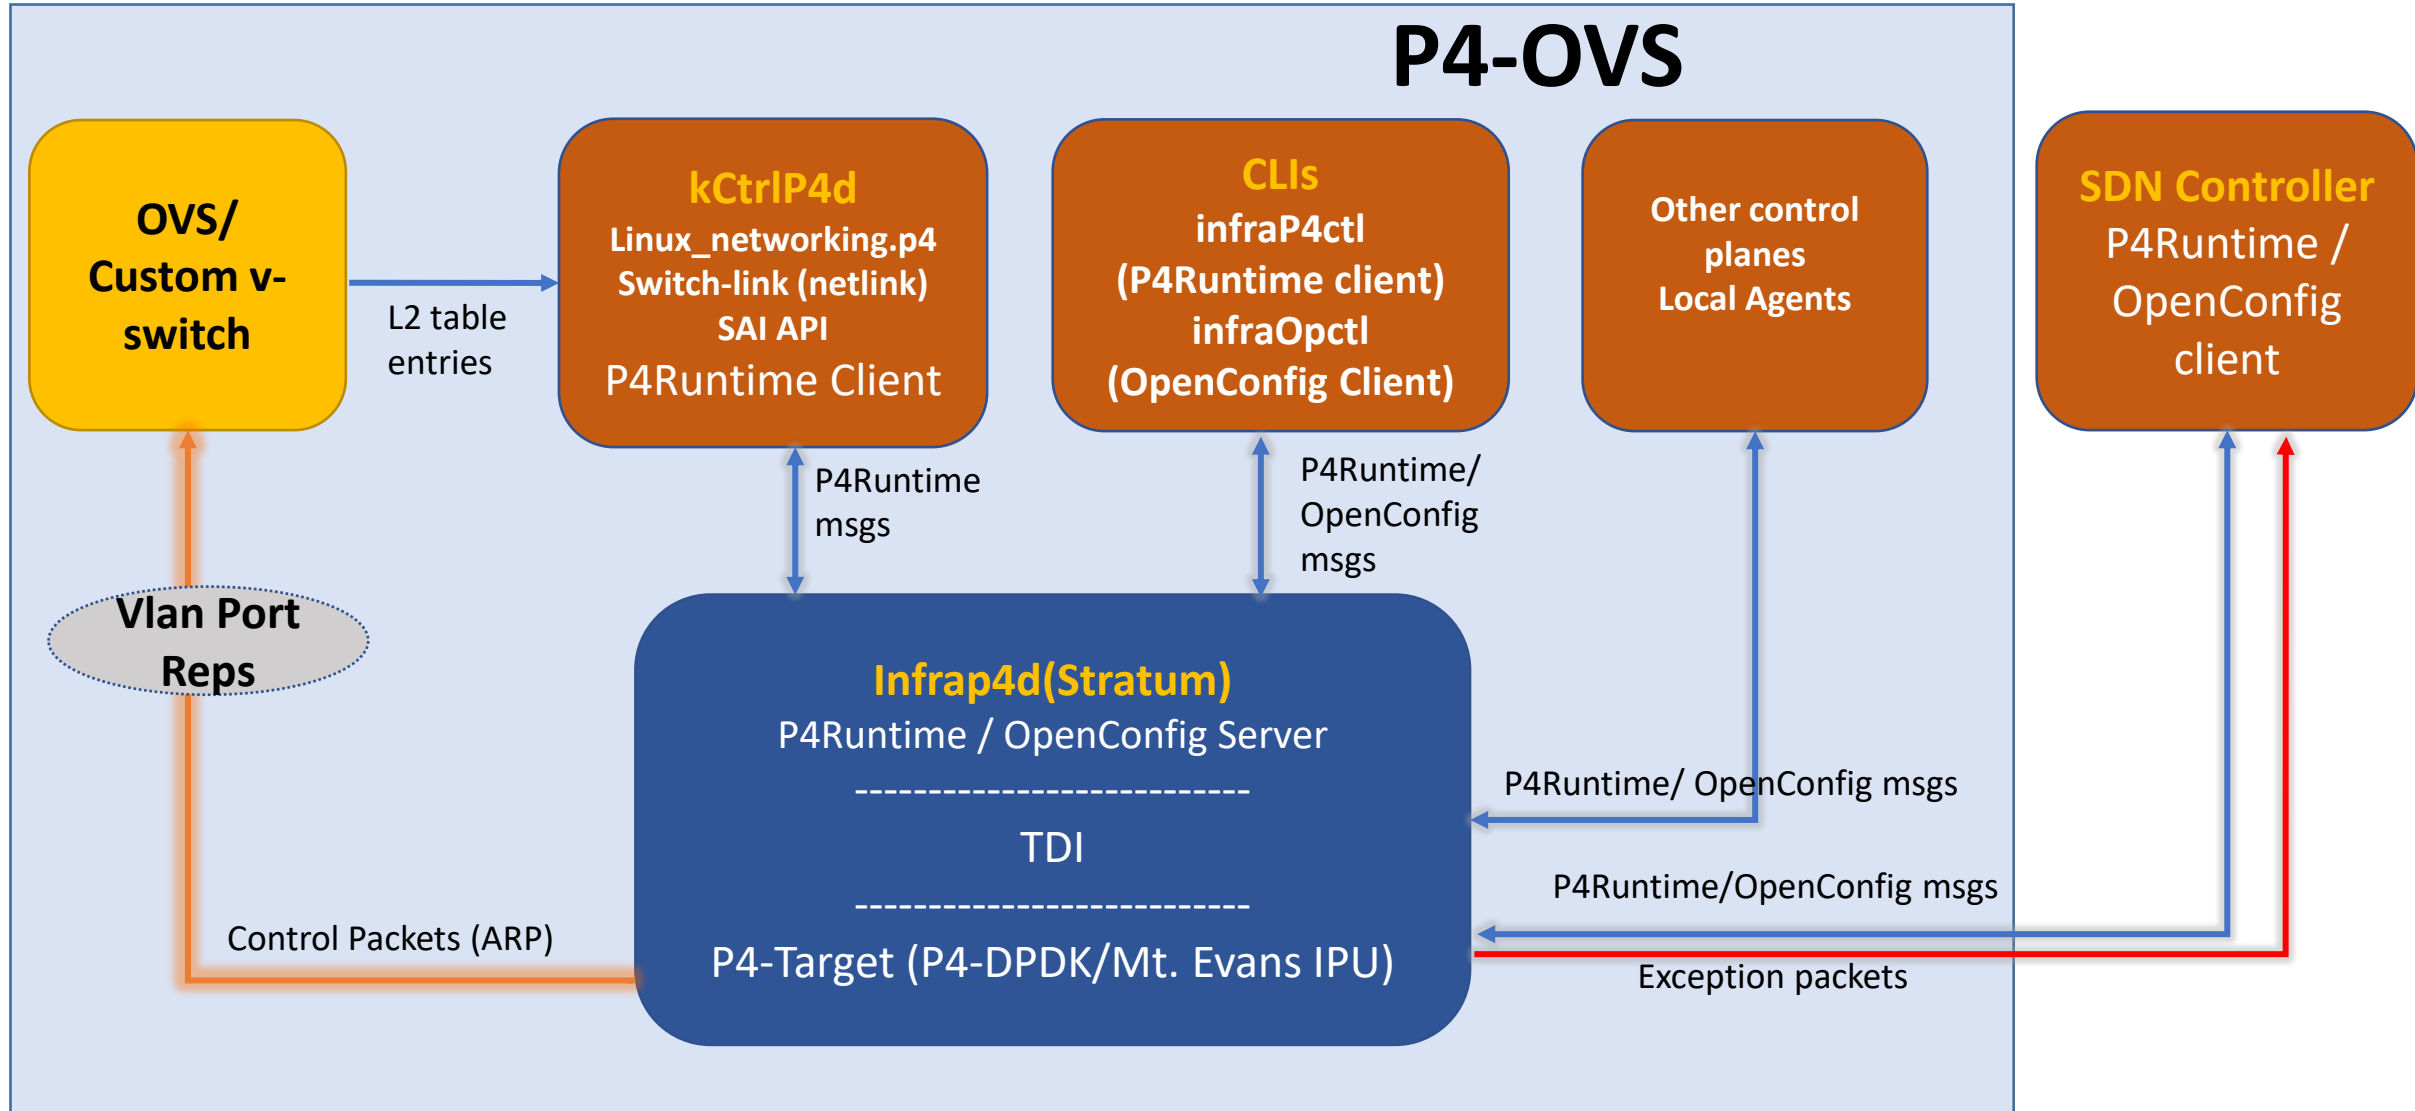 P4-OVS
OVS/
Custom v-
switch
L2 table
entries
kCtrlP4d
Linux_networking.p4
Switch-link (netlink)
SAI API
P4Runtime Client
CLIs
infraP4ctl
(P4Runtime client)
infraOpctl
(OpenConfig Client)
Other control
planes
Local Agents
SDN Controller
P4Runtime /
OpenConfig
client
P4Runtime
msgs
P4Runtime/
OpenConfig
msgs
Vlan Port
Reps
Infrap4d(Stratum)
P4Runtime / OpenConfig Server
---------------------------
TDI
---------------------------
P4-Target (P4-DPDK/Mt. Evans IPU)
P4Runtime/ OpenConfig msgs
P4Runtime/OpenConfig msgs
Control Packets (ARP)
Exception packets